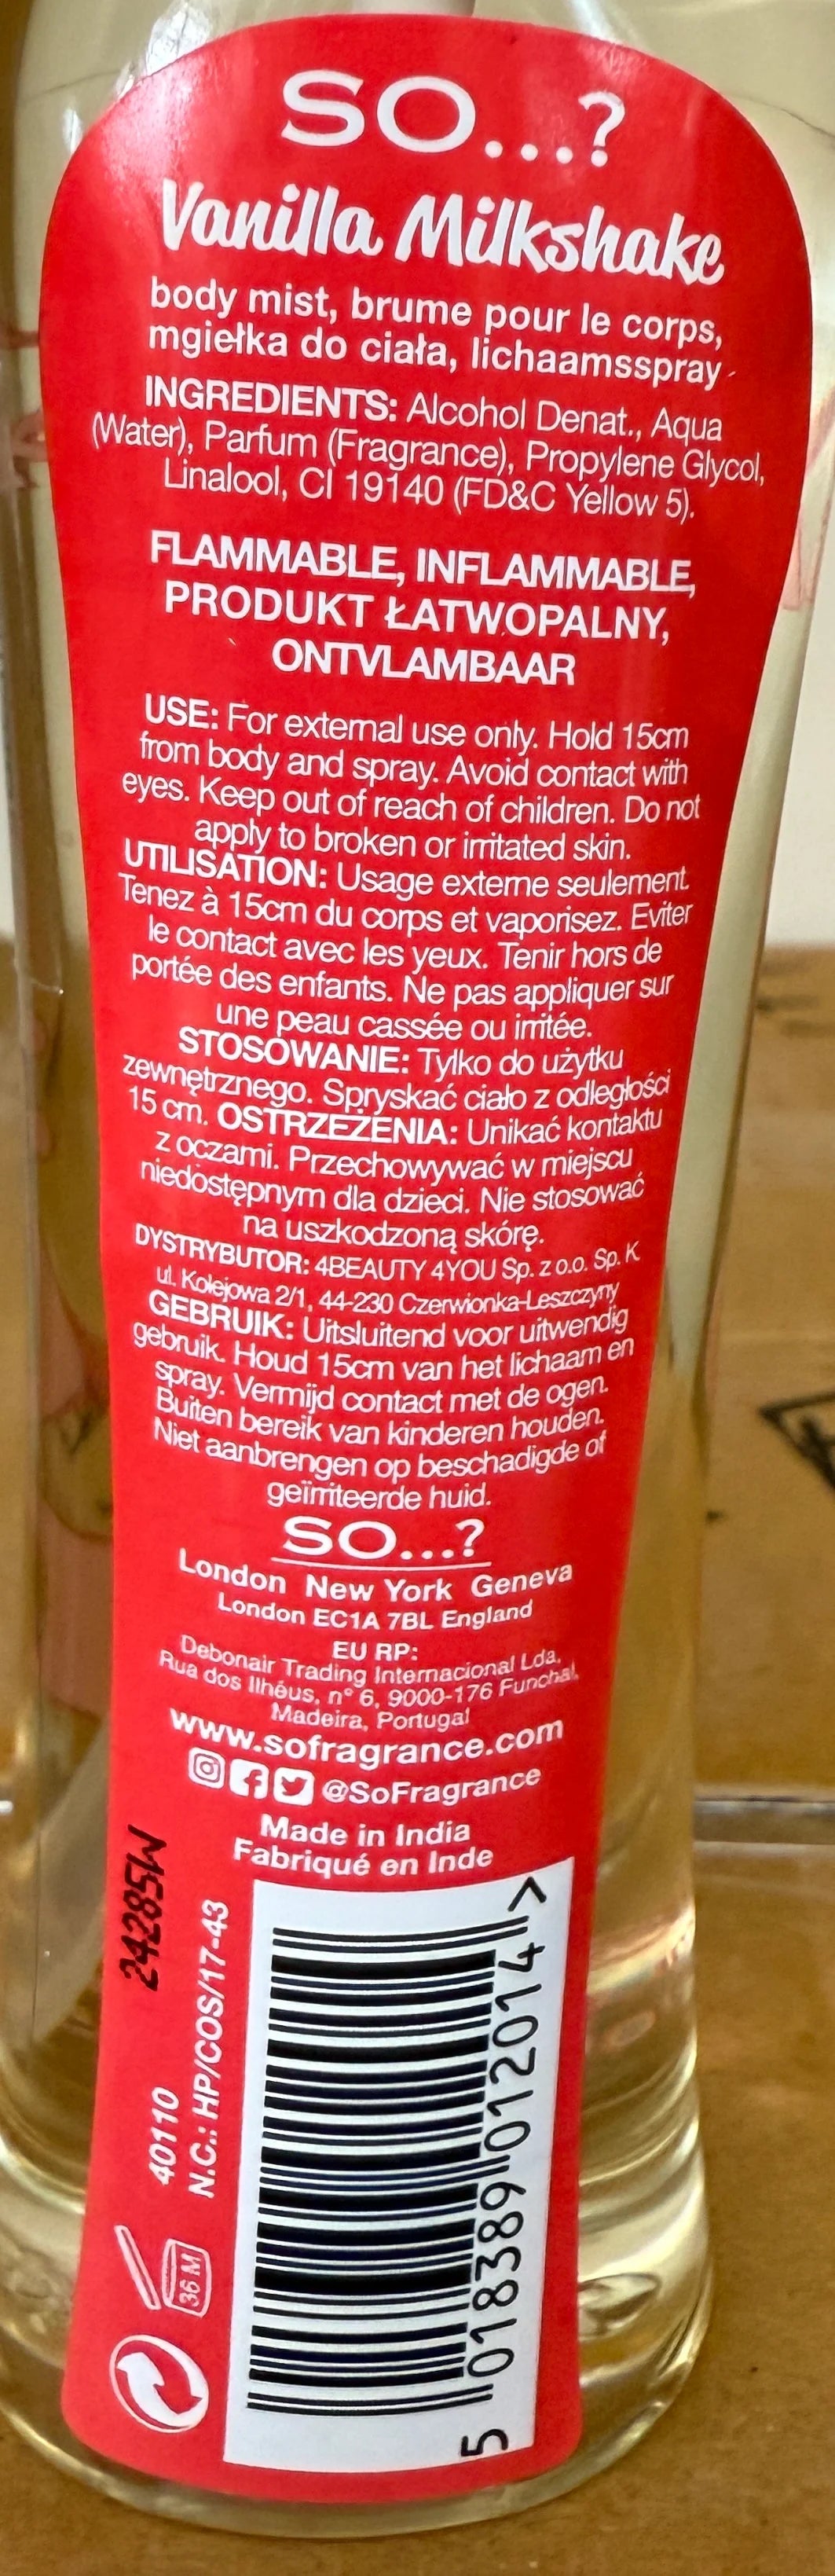 SO...?
Vanilla Milkshake
body mist, brume pour le corps,
mgiełka do ciała, lichaamsspray
INGREDIENTS: Alcohol Denat., Aqua
(Water), Parfum (Fragrance), Propylene Glycol,
Linalool, CI 19140 (FD&C Yellow 5).
FLAMMABLE, INFLAMMABLE,
PRODUKT ŁATWOPALNY,
ONTVLAMBAAR
USE: For external use only. Hold 15cm
from body and spray. Avoid contact with
eyes. Keep out of reach of children. Do not
apply to broken or irritated skin.
UTILISATION: Usage externe seulement.
Tenez à 15cm du corps et vaporisez. Eviter
le contact avec les yeux. Tenir hors de
portée des enfants. Ne pas appliquer sur
une peau cassée ou irritée.
STOSOWANIE: Tylko do użytku
zewnętrznego. Spryskać ciało z odległości
15 cm. OSTRZEŻENIA: Unikać kontaktu
z oczami. Przechowywać w miejscu
niedostępnym dla dzieci. Nie stosować
na uszkodzoną skórę.
DYSTRYBUTOR: 4BEAUTY 4YOU Sp. z o.o. Sp. K.
ul. Kolejowa 2/1, 44-230 Czerwionka-Leszczyny
GEBRUIK: Uitsluitend voor uitwendig
gebruik. Houd 15cm van het lichaam en
spray. Vermijd contact met de ogen.
Buiten bereik van kinderen houden.
Niet aanbrengen op beschadigde of
geïrriteerde huid.
SO...?
London New York Geneva
London EC1A 7BL England
EU RP:
Debonair Trading Internacional Lda,
Rua dos Ilhéus, nº 6, 9000-176 Funchal,
Madeira, Portugal
www.sofragrance.com
@SoFragrance
Made in India
Fabriqué en Inde
24285W
40110
N.C.: HP/COS/17-43
36 M
5 018389 012014 >